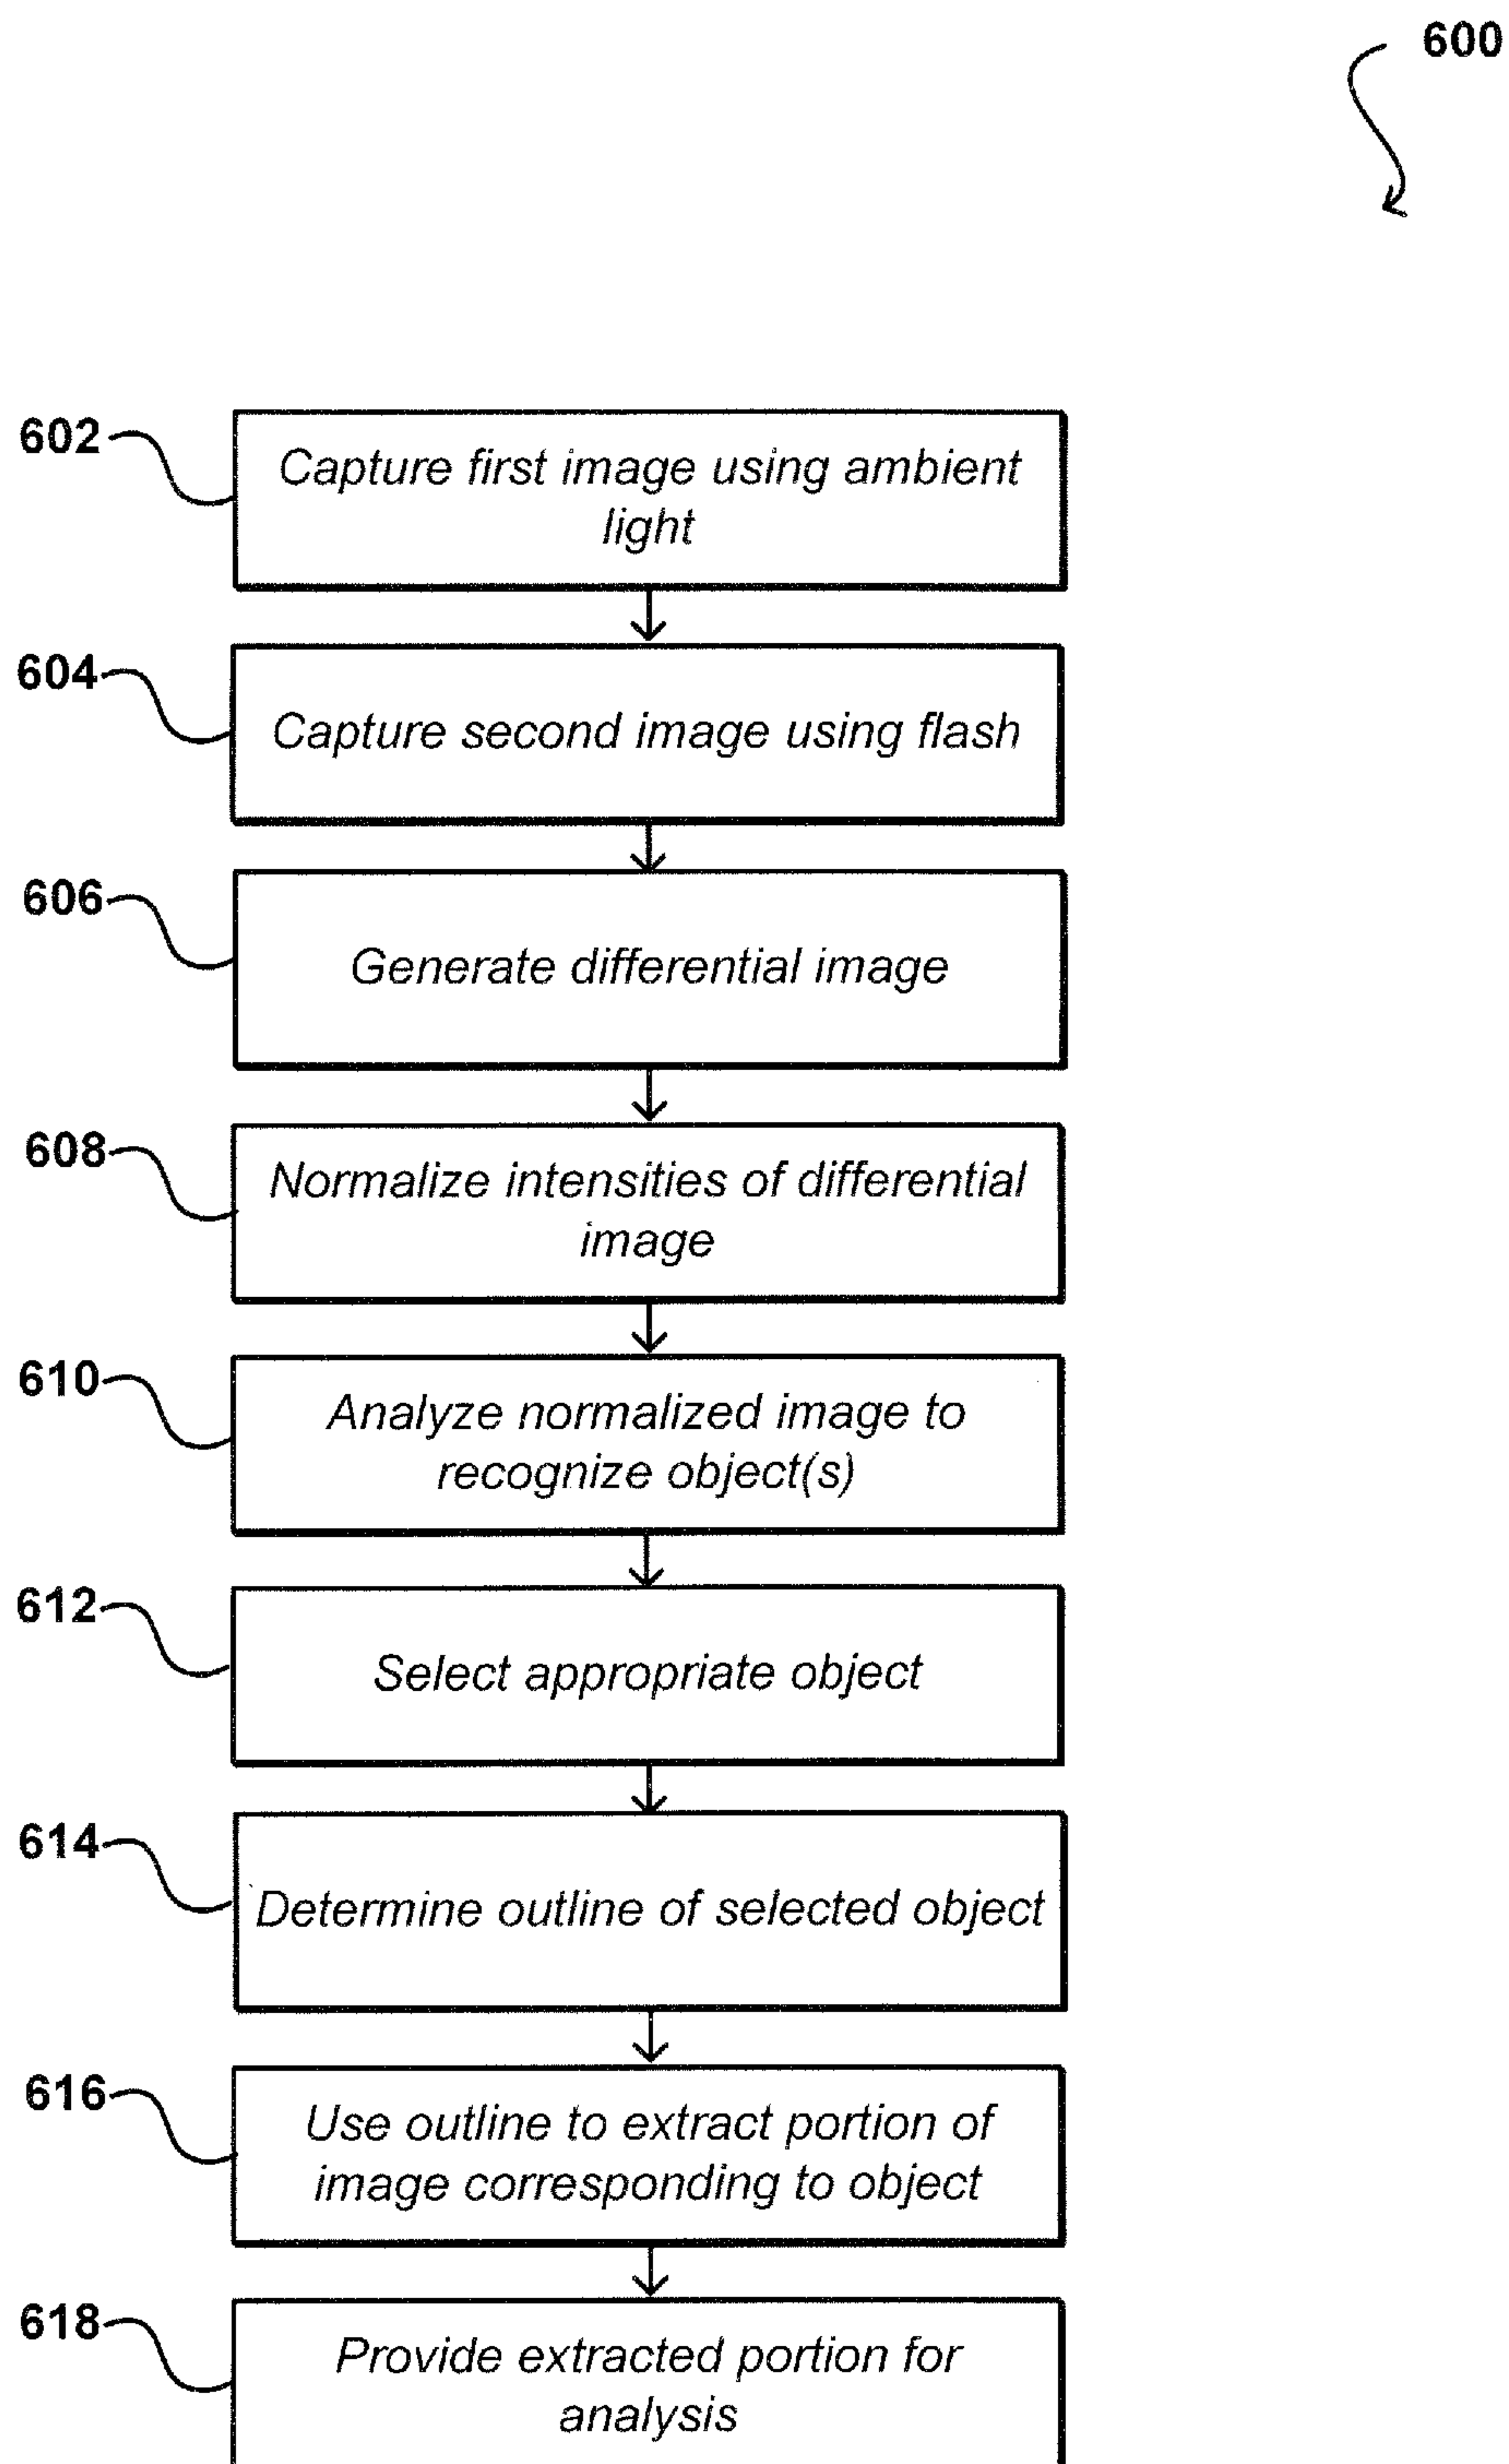 600
602
Capture first image using ambient
light
604
Capture second image using flash
606
Generate differential image
608
Normalize intensities of differential
image
610
Analyze normalized image to
recognize object(s)
612
Select appropriate object
614
Determine outline of selected object
616
Use outline to extract portion of
image corresponding to object
618
Provide extracted portion for
analysis